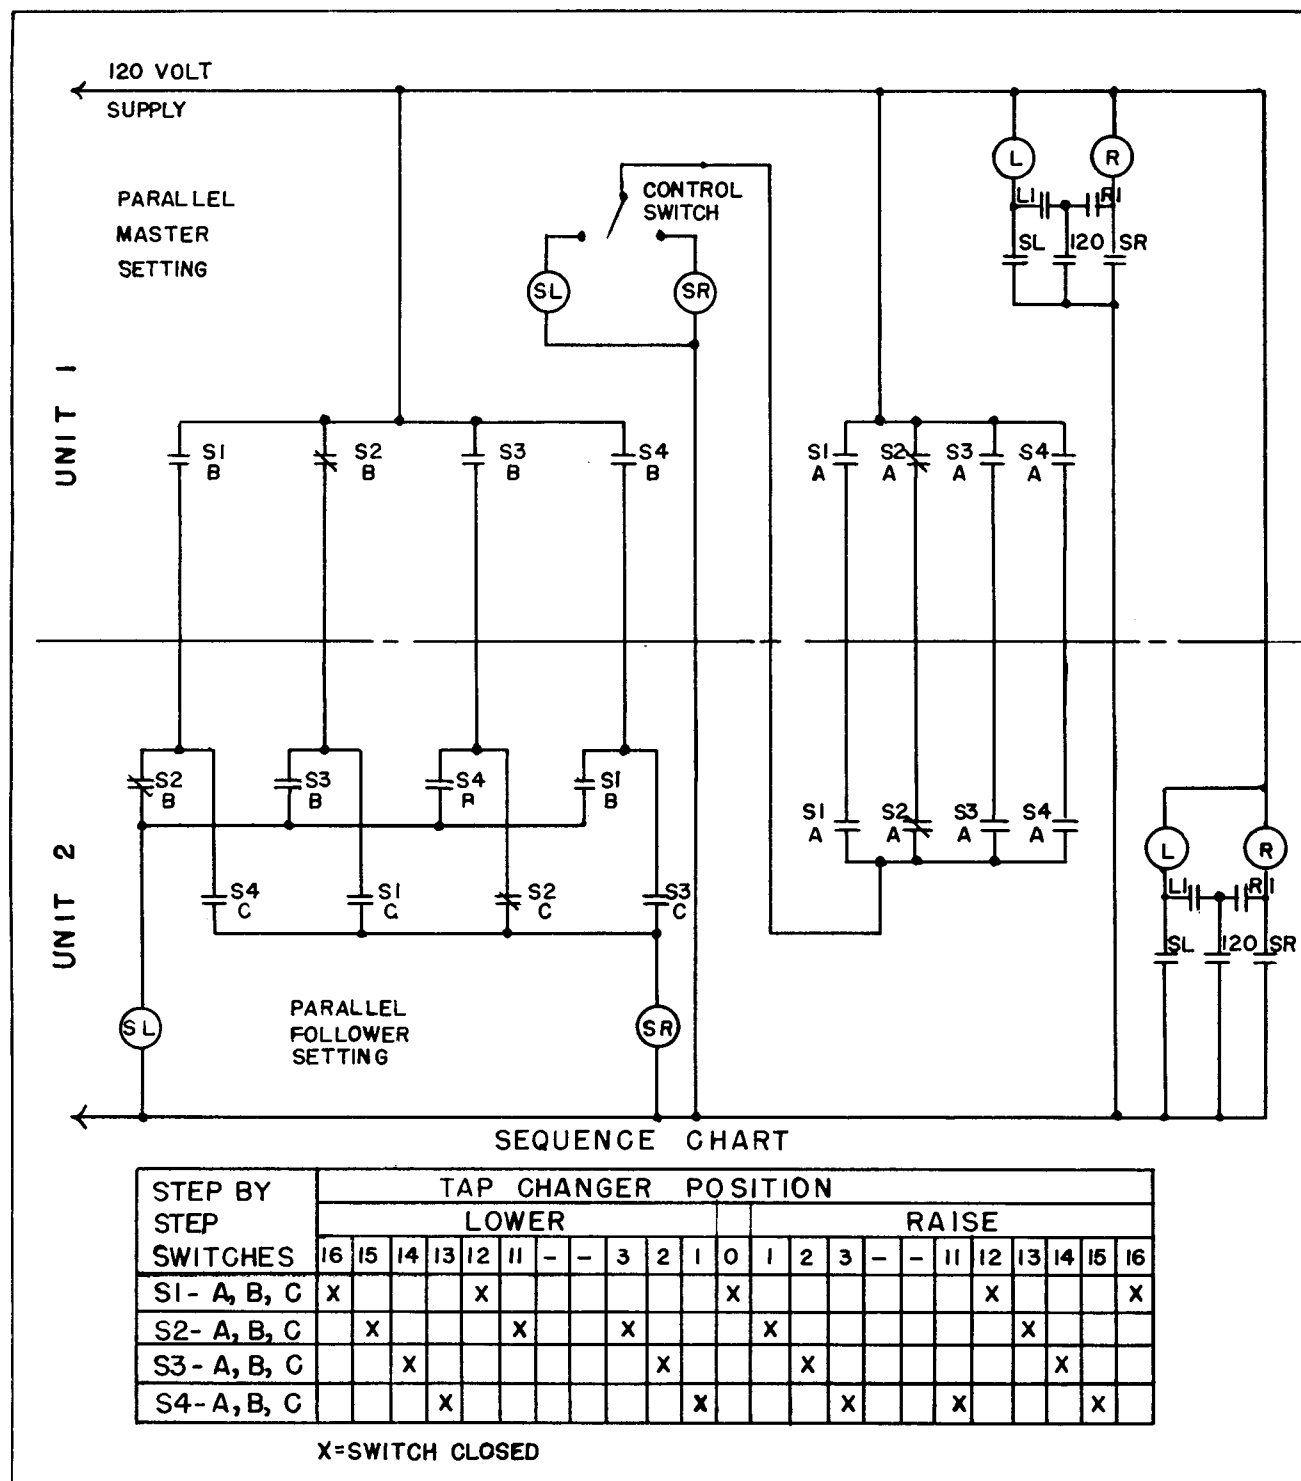 120 VOLT
SUPPLY
PARALLEL
MASTER
SETTING
CONTROL
SWITCH
L
R
L1
R1
SL
120
SR
SL
SR
UNIT 1
S1
B
S2
B
S3
B
S4
B
S1
A
S2
A
S3
A
S4
A
UNIT 2
S2
B
S3
B
S4
B
S1
B
S1
A
S2
A
S3
A
S4
A
L
R
L1
R1
S4
C
S1
C
S2
C
S3
C
SL
120
SR
PARALLEL
FOLLOWER
SETTING
SL
SR
SEQUENCE CHART
STEP BY
STEP
SWITCHES
TAP CHANGER POSITION
LOWER
RAISE
16 15 14 13 12 11 - - 3 2 1 0 1 2 3 - - 11 12 13 14 15 16
S1- A, B, C X X X X X
S2- A, B, C X X X X X
S3- A, B, C X X X X
S4- A, B, C X X X X X
X=SWITCH CLOSED